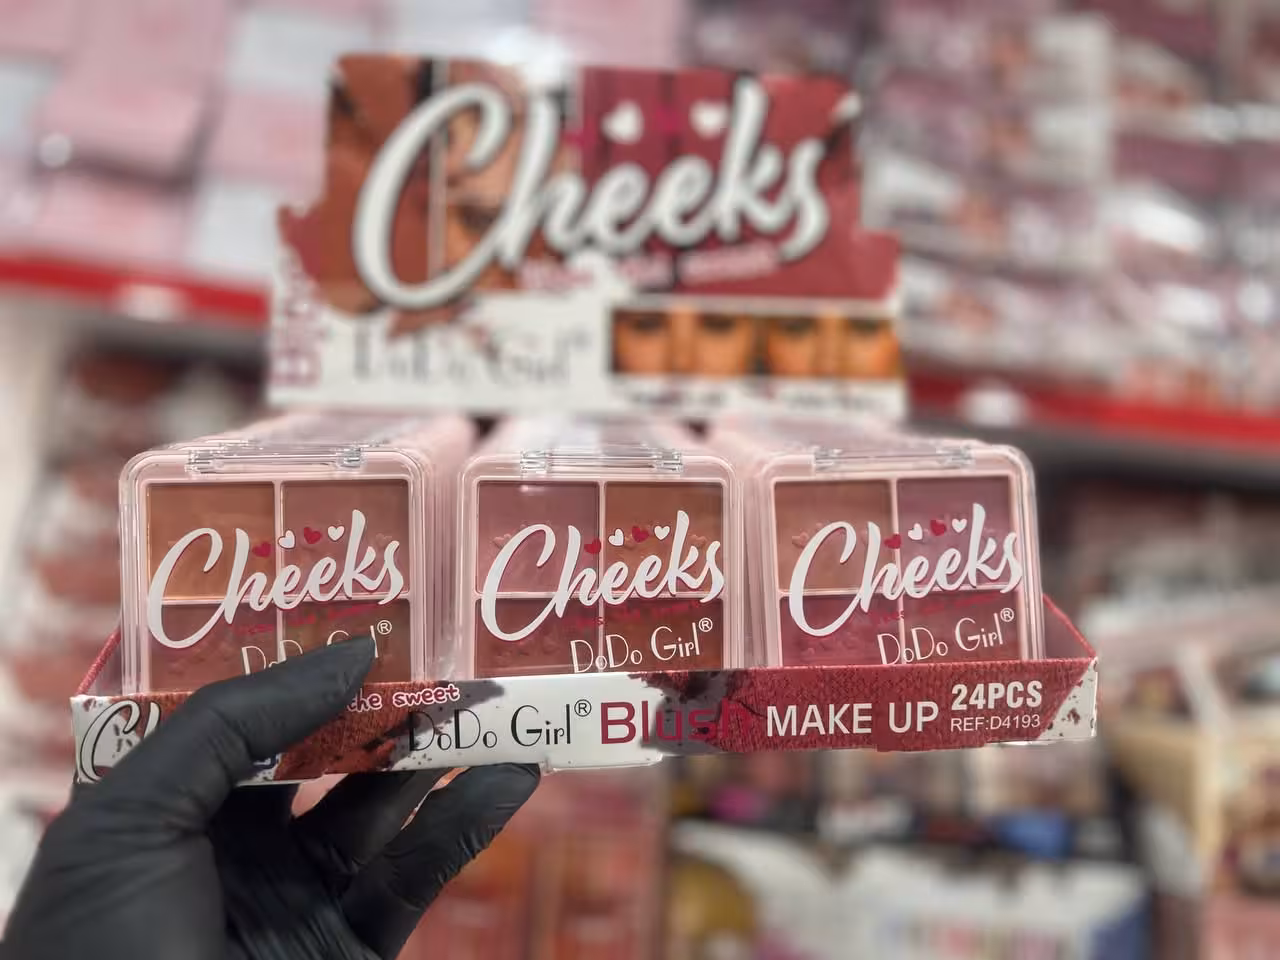 Cheeks
DoDo Girl®
Cheeks
DoDo Girl®
Cheeks
DoDo Girl®
Cheeks
DoDo Girl®
the sweet
DoDo Girl® Blush MAKE UP 24PCS
REF:D4193